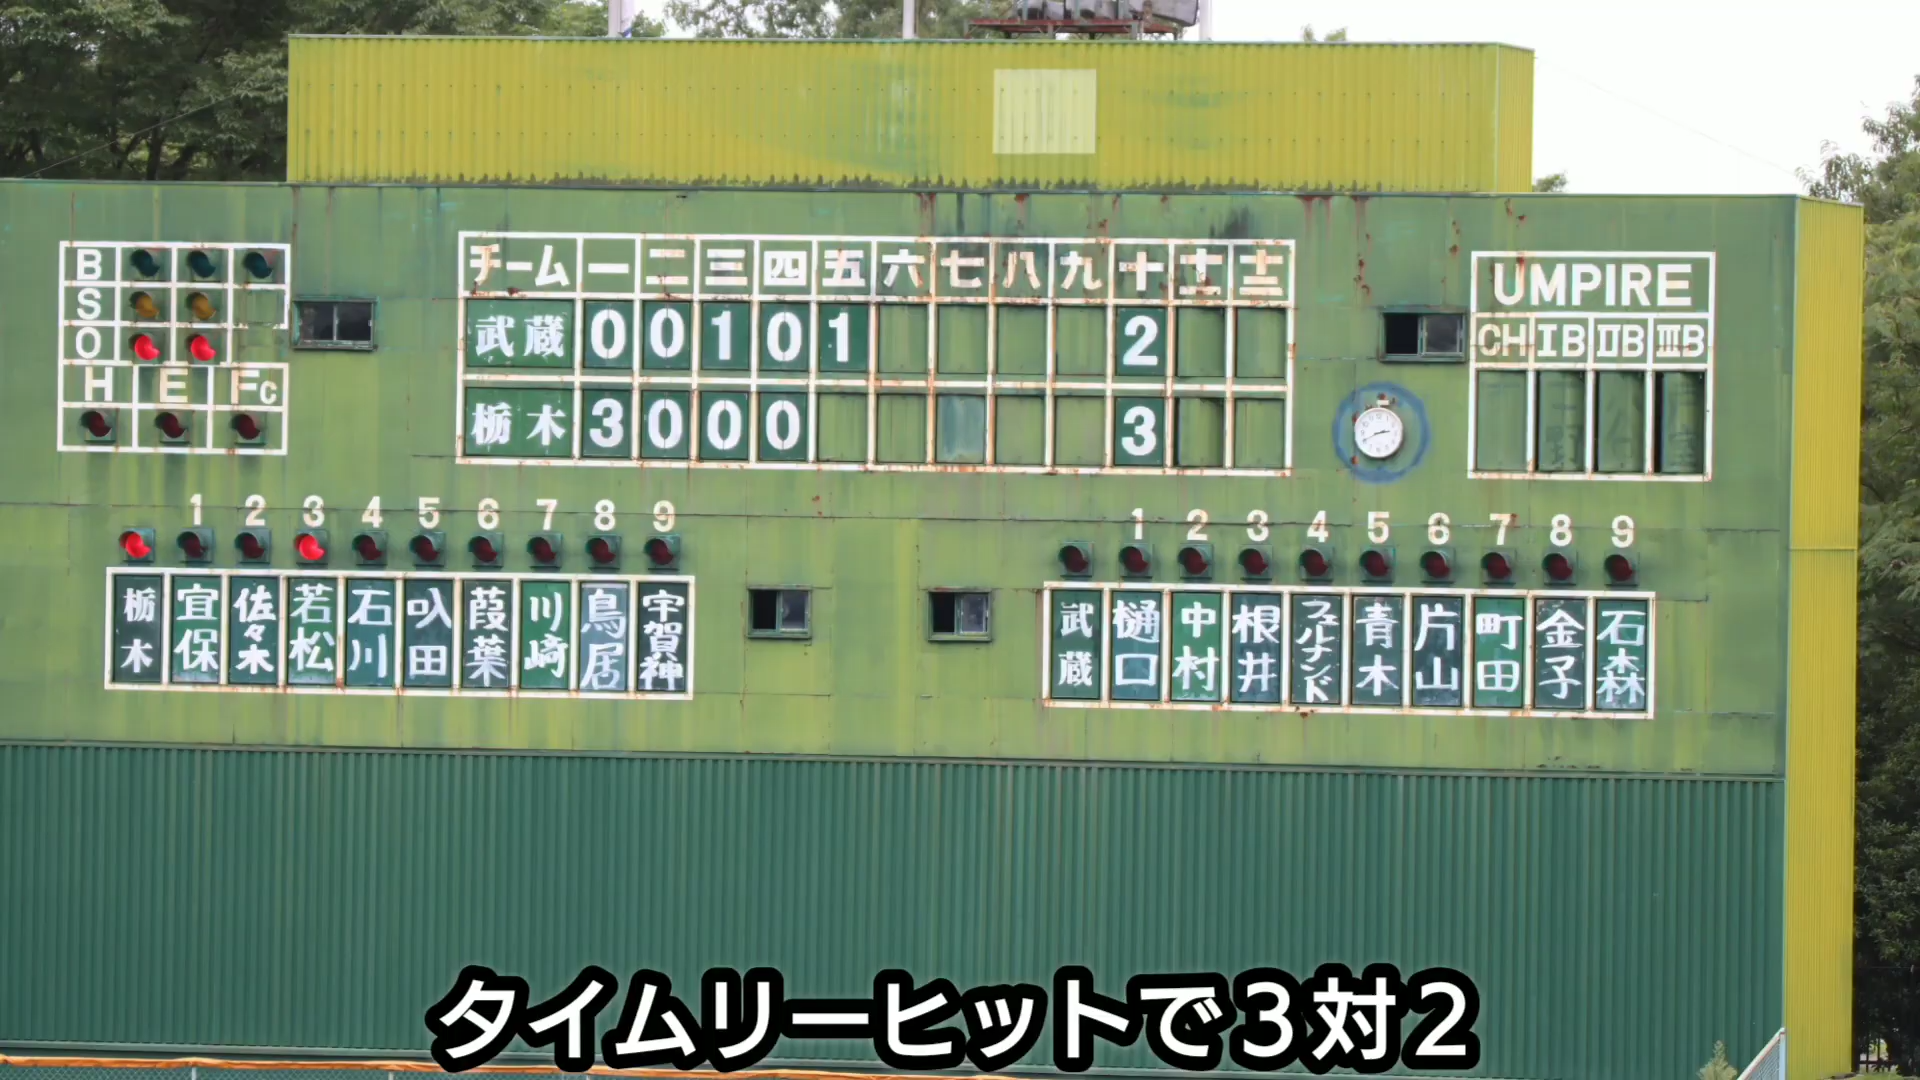 チーム 一 二 三 四 五 六 七 八 九 十 十一 十二
武蔵 0 0 1 0 1 2
栃木 3 0 0 0 3
B
S
O
H E Fc
UMPIRE
CH ⅠB ⅡB ⅢB
1 2 3 4 5 6 7 8 9
栃木 宜保 佐々木 若松 石川 叺田 葭葉 川崎 鳥居 宇賀神
1 2 3 4 5 6 7 8 9
武蔵 樋口 中村 根井 フェルナンド 青木 片山 町田 金子 石森
タイムリーヒットで3対2